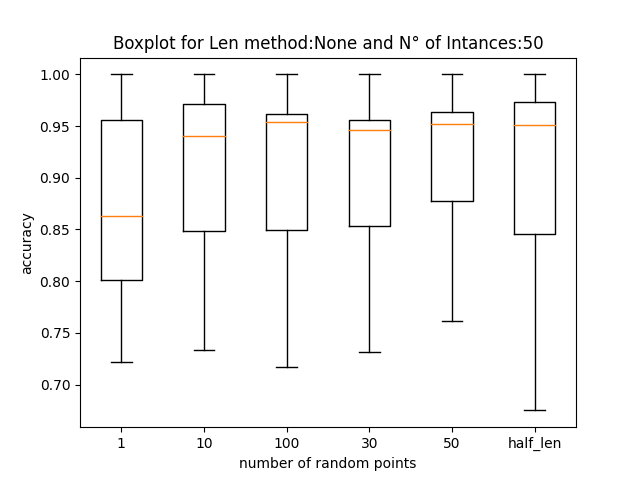 Boxplot for Len method:None and N° of Intances:50
1.00
0.95
0.90
0.85
0.80
0.75
0.70
accuracy
1 10 100 30 50 half_len
number of random points